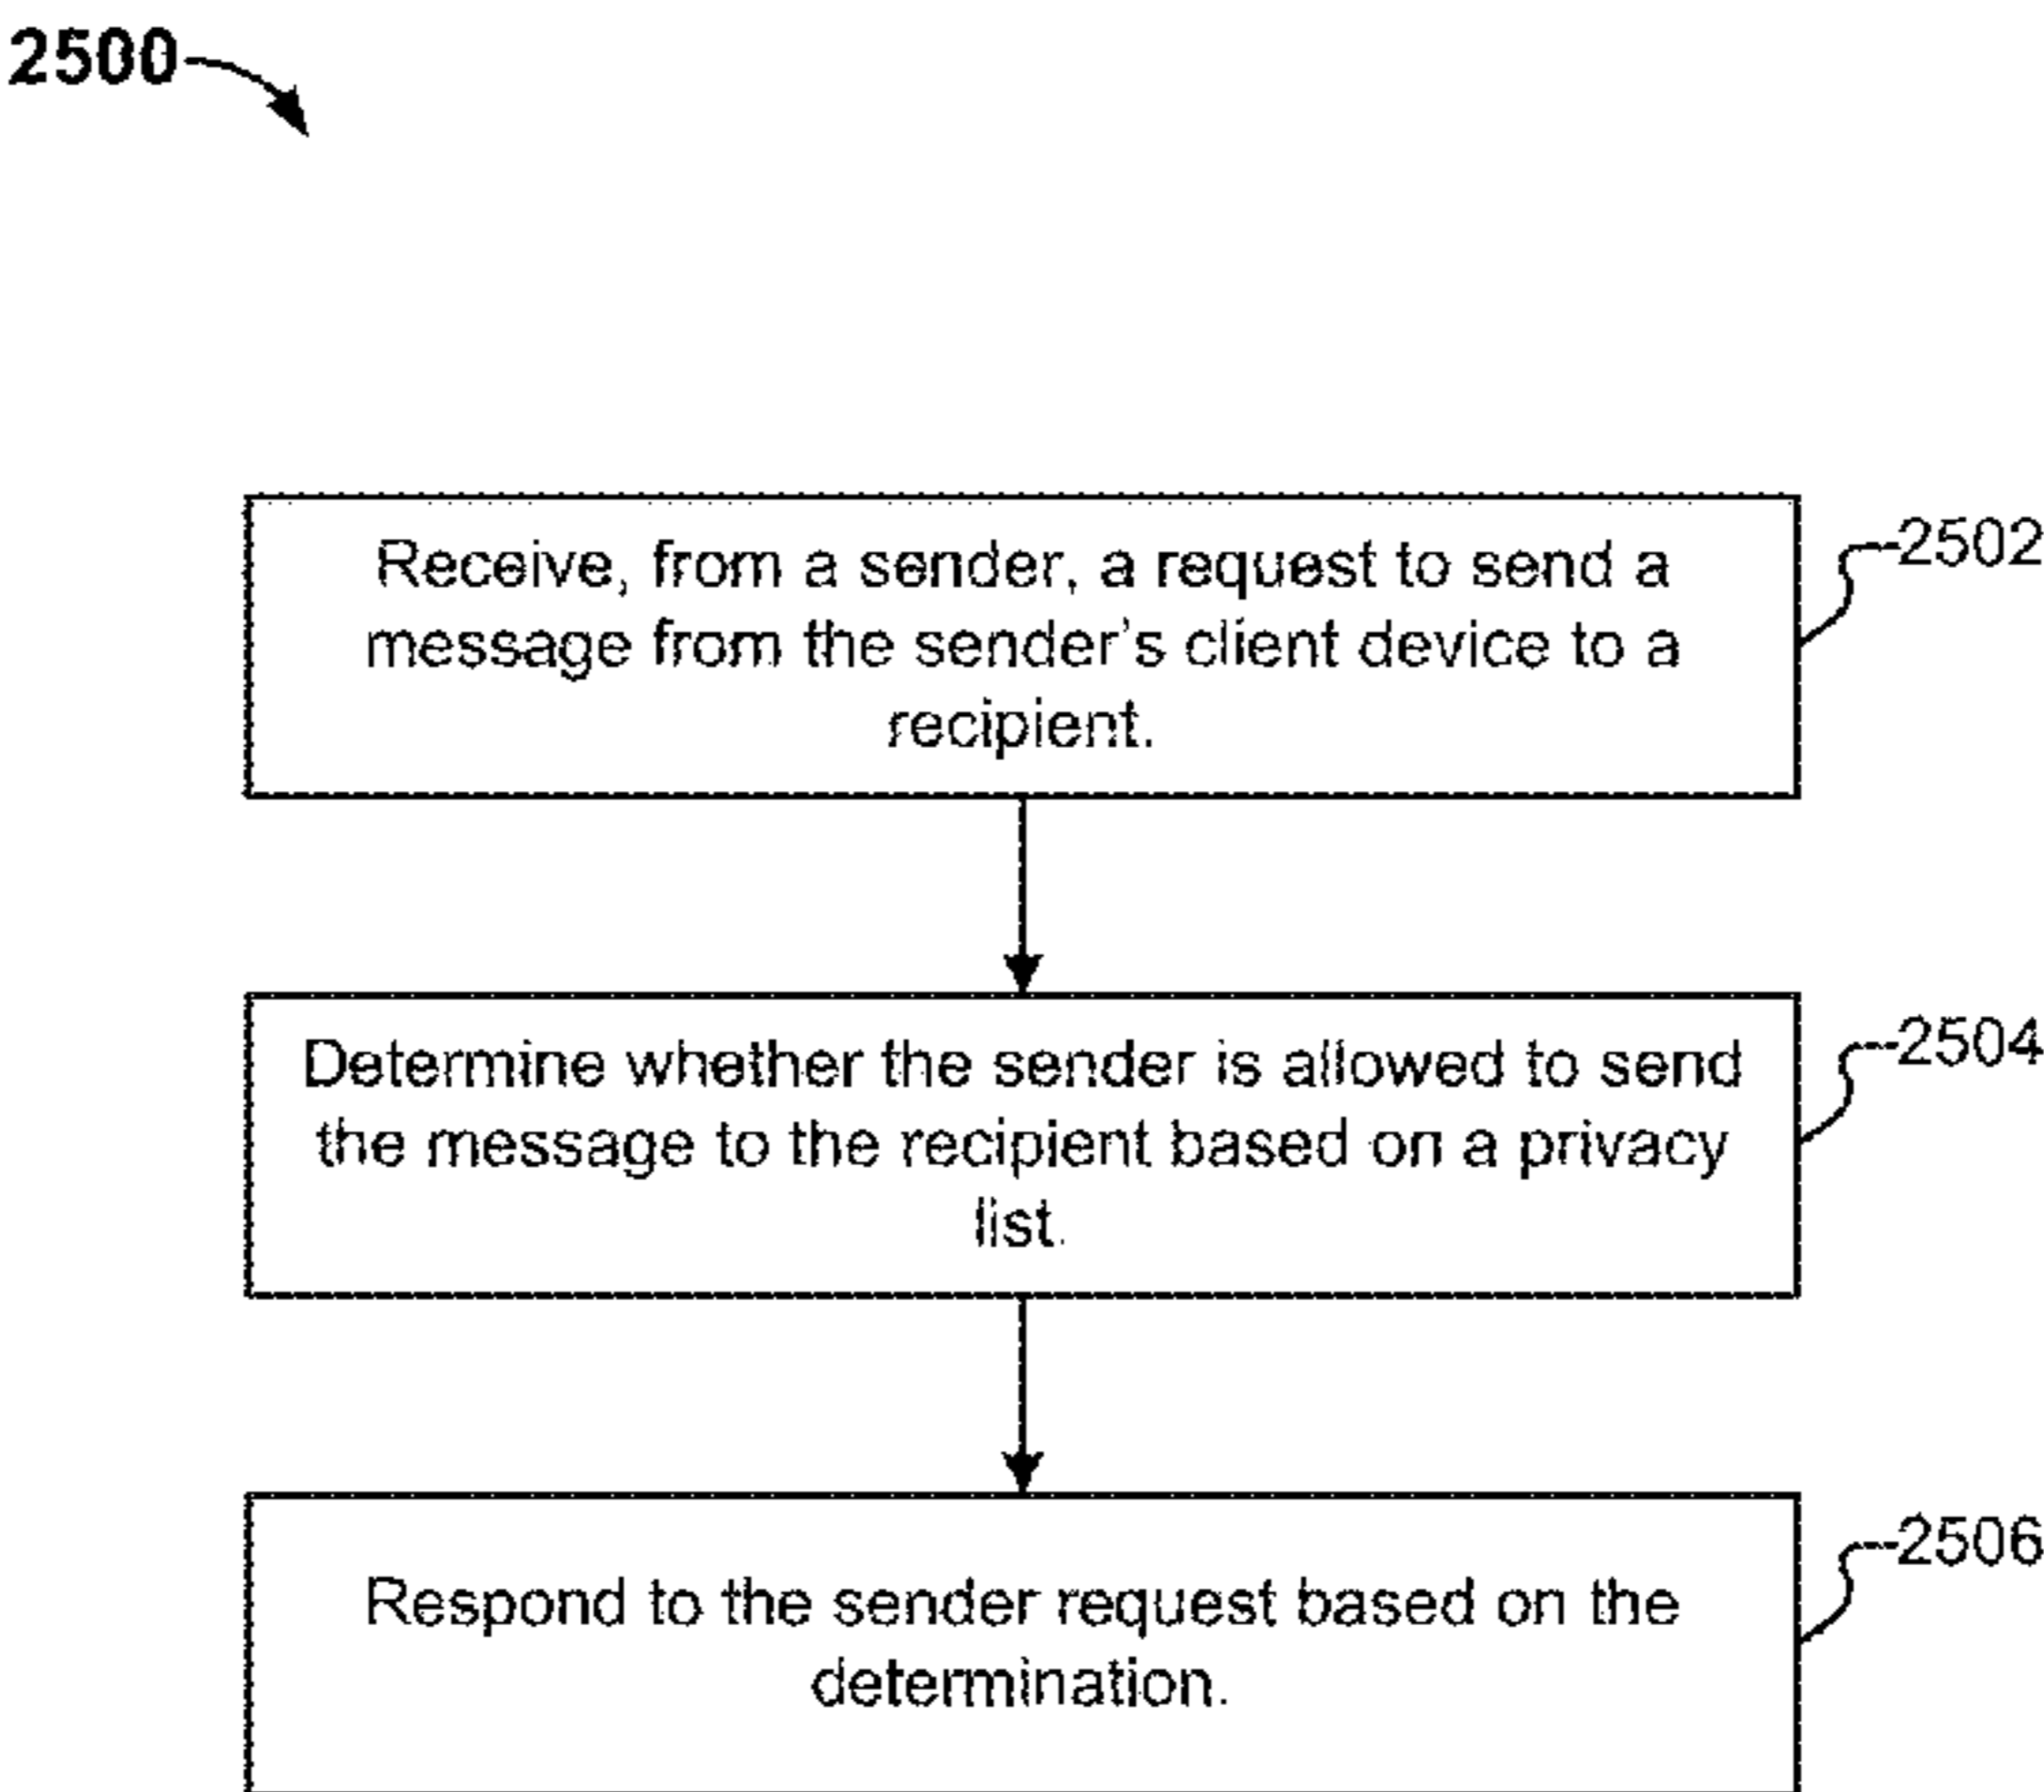 2500
Receive, from a sender, a request to send a
message from the sender's client device to a
recipient.
2502
Determine whether the sender is allowed to send
the message to the recipient based on a privacy
list.
2504
Respond to the sender request based on the
determination.
2506